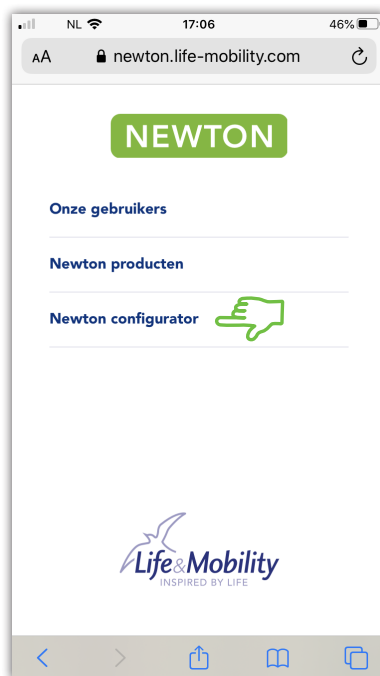 NL 17:06 46%
AA newton.life-mobility.com
NEWTON
Onze gebruikers
Newton producten
Newton configurator
Life&Mobility
INSPIRED BY LIFE